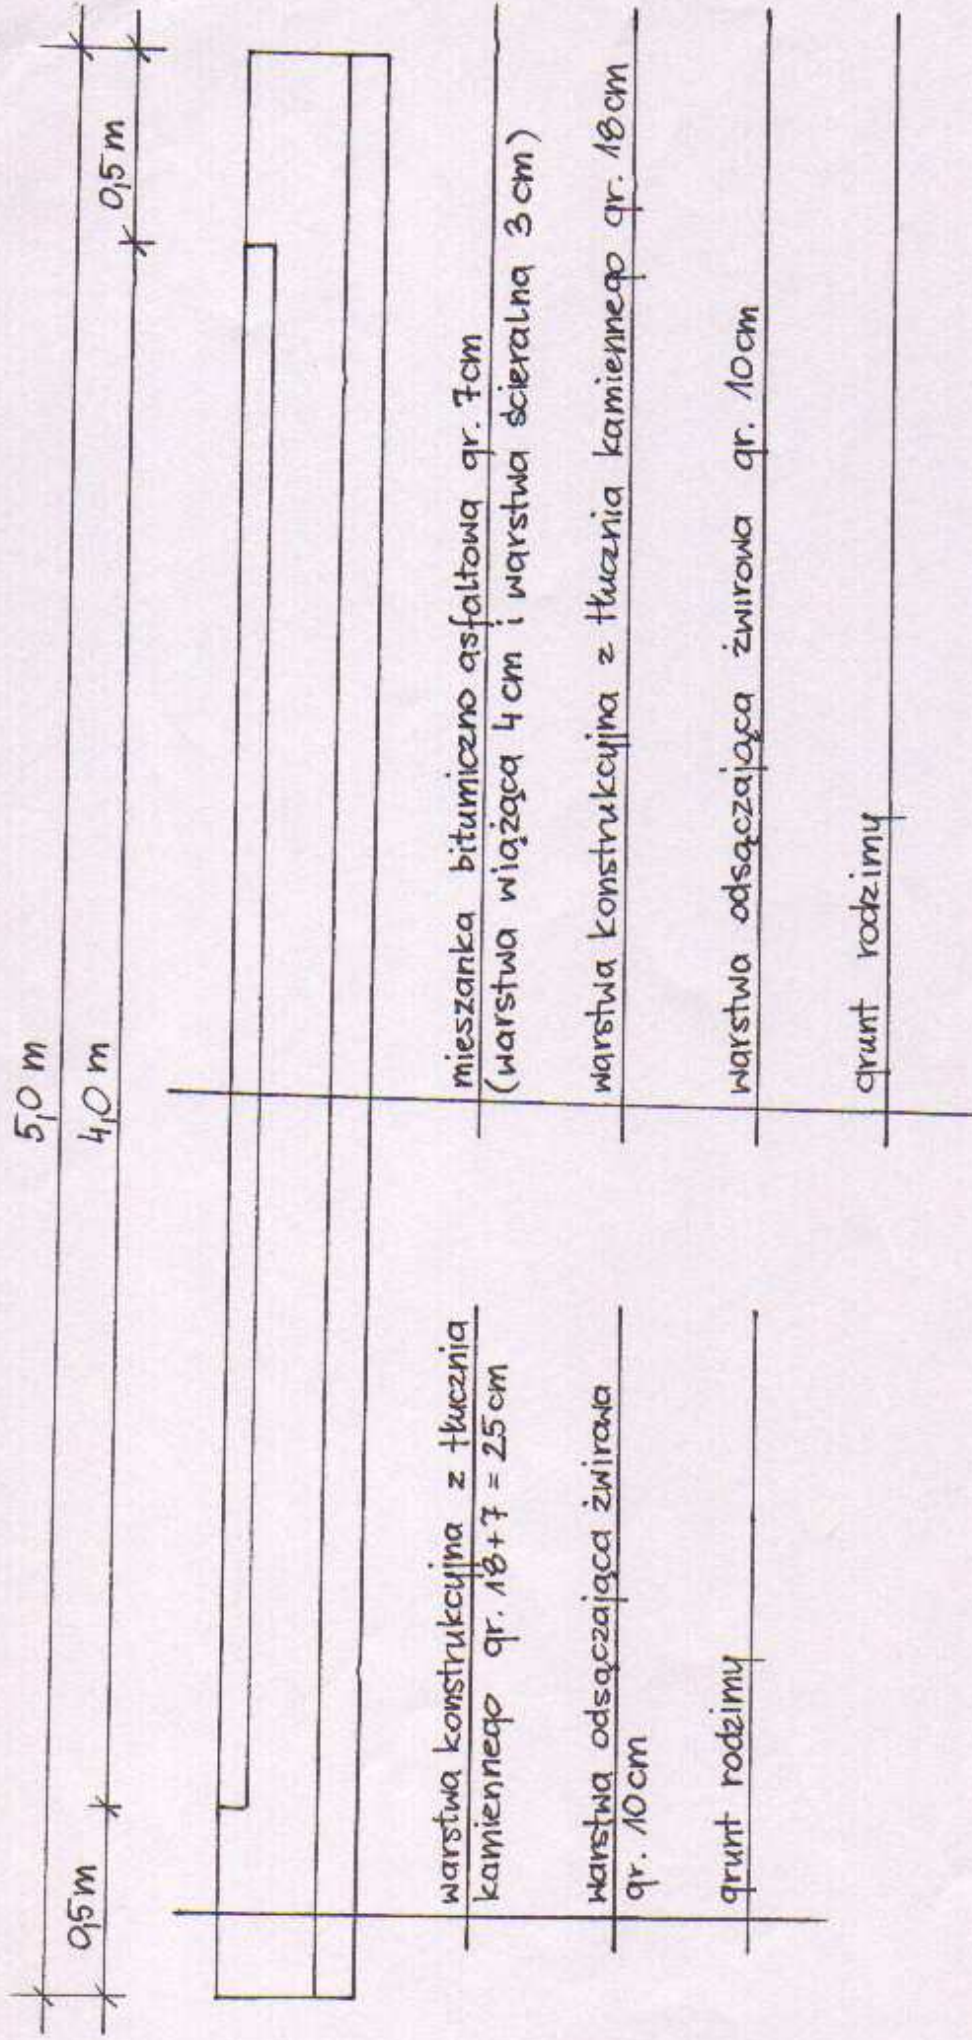 5,0 m
0,5 m
4,0 m
0,5 m
warstwa konstrukcyjna z tłucznia
kamiennego gr. 18+7 = 25 cm
warstwa odsączająca żwirowa
gr. 10 cm
grunt rodzimy
mieszanka bitumiczno asfaltowa gr. 7cm
(warstwa wiążąca 4 cm i warstwa ścieralna 3 cm)
warstwa konstrukcyjna z tłucznia kamiennego gr. 18cm
warstwa odsączająca żwirowa gr. 10cm
grunt rodzimy